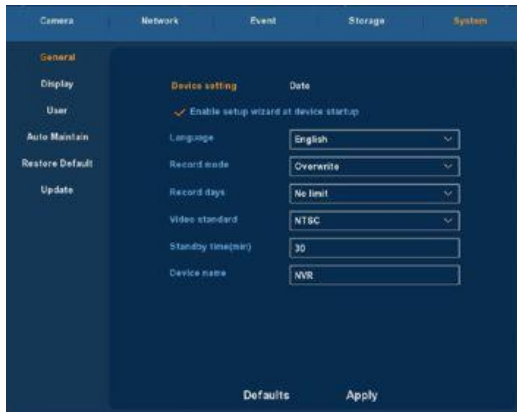 Camera Network Event Storage System
General
Display
User
Auto Maintain
Restore Default
Update
Device setting Date
Enable setup wizard at device startup
Language English
Record mode Overwrite
Record days No limit
Video standard NTSC
Standby time(min) 30
Device name NVR
Defaults Apply